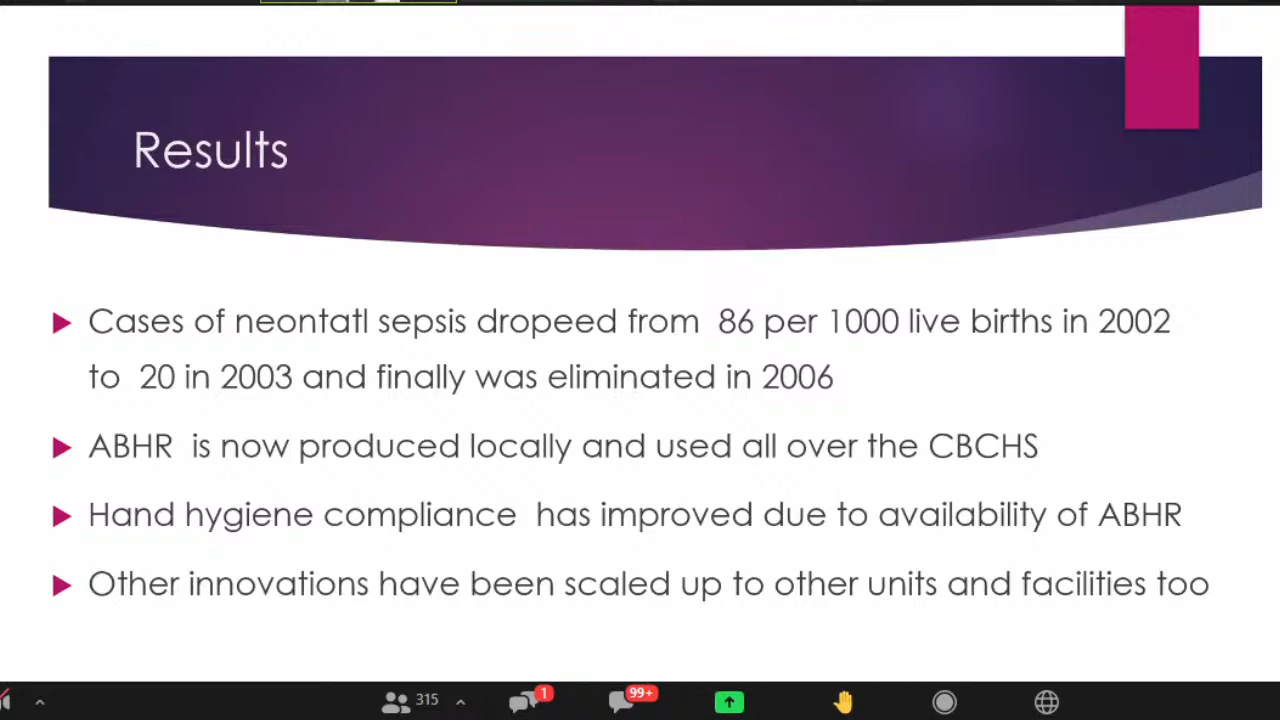 Results
Cases of neontatl sepsis dropeed from  86 per 1000 live births in 2002
to  20 in 2003 and finally was eliminated in 2006
ABHR  is now produced locally and used all over the CBCHS
Hand hygiene compliance  has improved due to availability of ABHR
Other innovations have been scaled up to other units and facilities too
315
1
99+